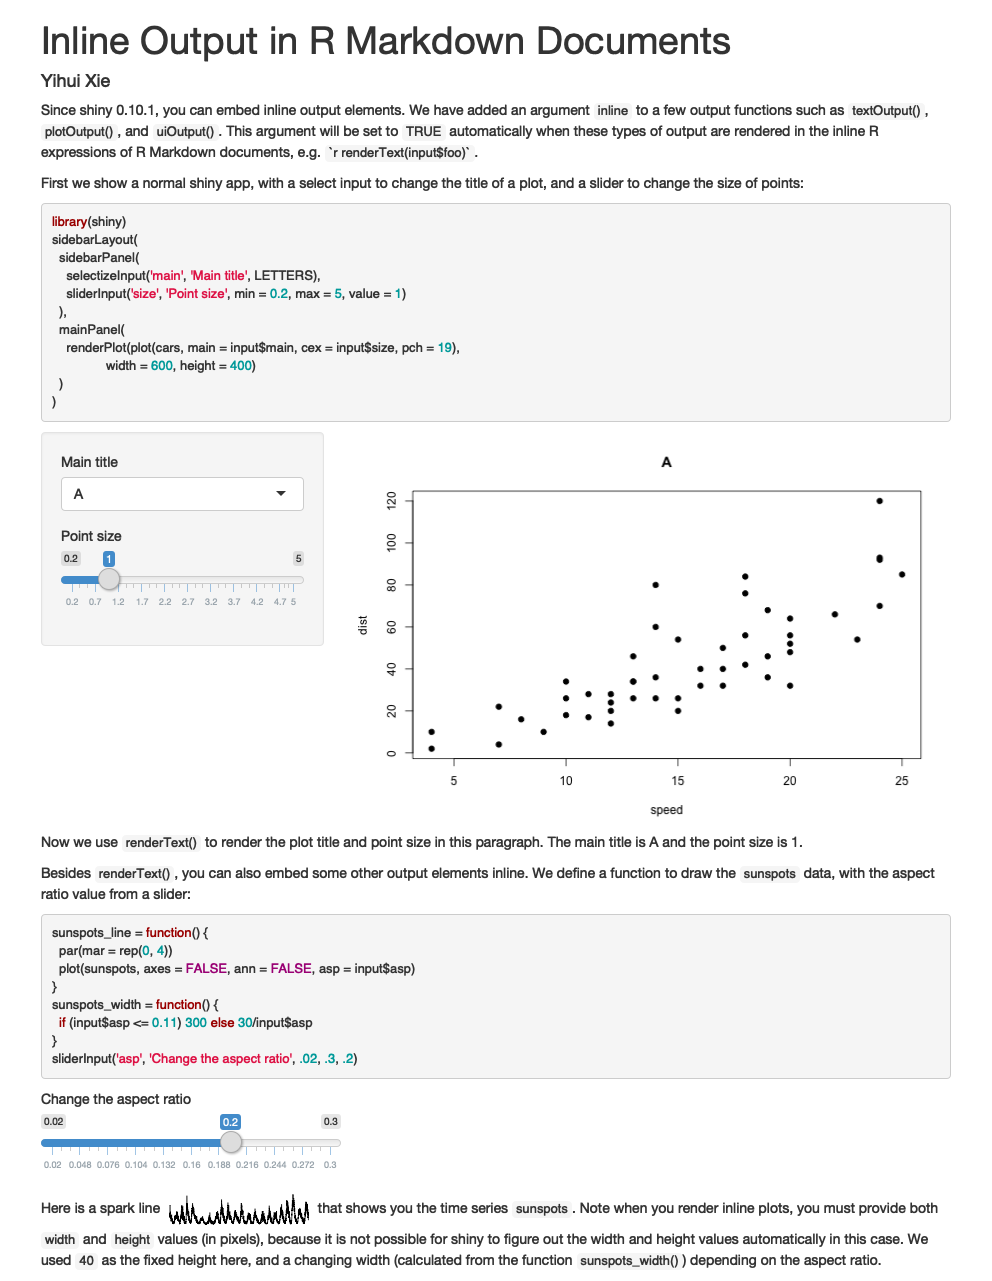 Inline Output in R Markdown Documents
Yihui Xie
Since shiny 0.10.1, you can embed inline output elements. We have added an argument inline to a few output functions such as textOutput() ,
plotOutput() , and uiOutput() . This argument will be set to TRUE automatically when these types of output are rendered in the inline R
expressions of R Markdown documents, e.g. `r renderText(input$foo)` .
First we show a normal shiny app, with a select input to change the title of a plot, and a slider to change the size of points:
library(shiny)
sidebarLayout(
  sidebarPanel(
    selectizeInput('main', 'Main title', LETTERS),
    sliderInput('size', 'Point size', min = 0.2, max = 5, value = 1)
  ),
  mainPanel(
    renderPlot(plot(cars, main = input$main, cex = input$size, pch = 19),
               width = 600, height = 400)
  )
)
Main title
A
Point size
0.2 1 5
0.2 0.7 1.2 1.7 2.2 2.7 3.2 3.7 4.2 4.7 5
A
120
100
80
60
40
20
0
dist
5 10 15 20 25
speed
Now we use renderText() to render the plot title and point size in this paragraph. The main title is A and the point size is 1.
Besides renderText() , you can also embed some other output elements inline. We define a function to draw the sunspots data, with the aspect
ratio value from a slider:
sunspots_line = function() {
  par(mar = rep(0, 4))
  plot(sunspots, axes = FALSE, ann = FALSE, asp = input$asp)
}
sunspots_width = function() {
  if (input$asp <= 0.11) 300 else 30/input$asp
}
sliderInput('asp', 'Change the aspect ratio', .02, .3, .2)
Change the aspect ratio
0.02 0.2 0.3
0.02 0.048 0.076 0.104 0.132 0.16 0.188 0.216 0.244 0.272 0.3
Here is a spark line that shows you the time series sunspots . Note when you render inline plots, you must provide both
width and height values (in pixels), because it is not possible for shiny to figure out the width and height values automatically in this case. We
used 40 as the fixed height here, and a changing width (calculated from the function sunspots_width() ) depending on the aspect ratio.